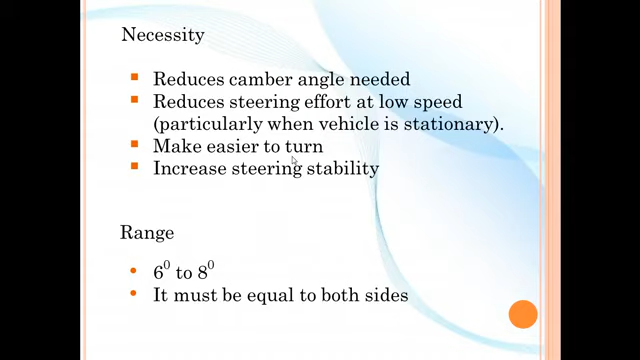 Necessity
Reduces camber angle needed
Reduces steering effort at low speed
(particularly when vehicle is stationary).
Make easier to turn
Increase steering stability
Range
6⁰ to 8⁰
It must be equal to both sides